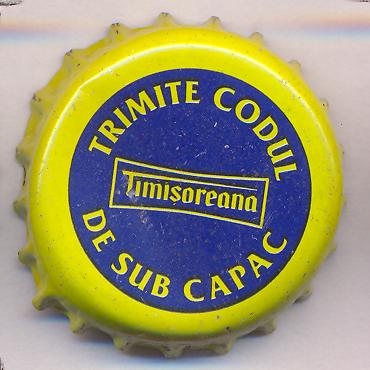 TRIMITE CODUL
Timişoreana
DE SUB CAPAC